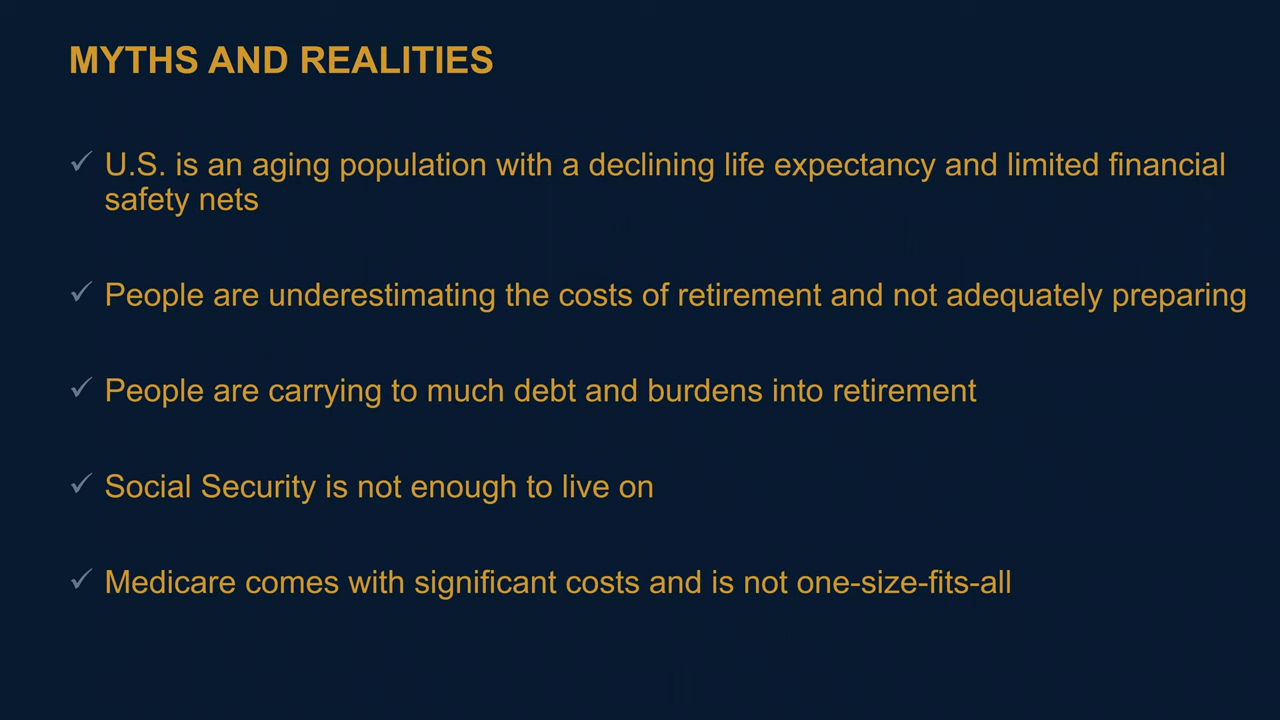 MYTHS AND REALITIES
✓ U.S. is an aging population with a declining life expectancy and limited financial
safety nets
✓ People are underestimating the costs of retirement and not adequately preparing
✓ People are carrying to much debt and burdens into retirement
✓ Social Security is not enough to live on
✓ Medicare comes with significant costs and is not one-size-fits-all